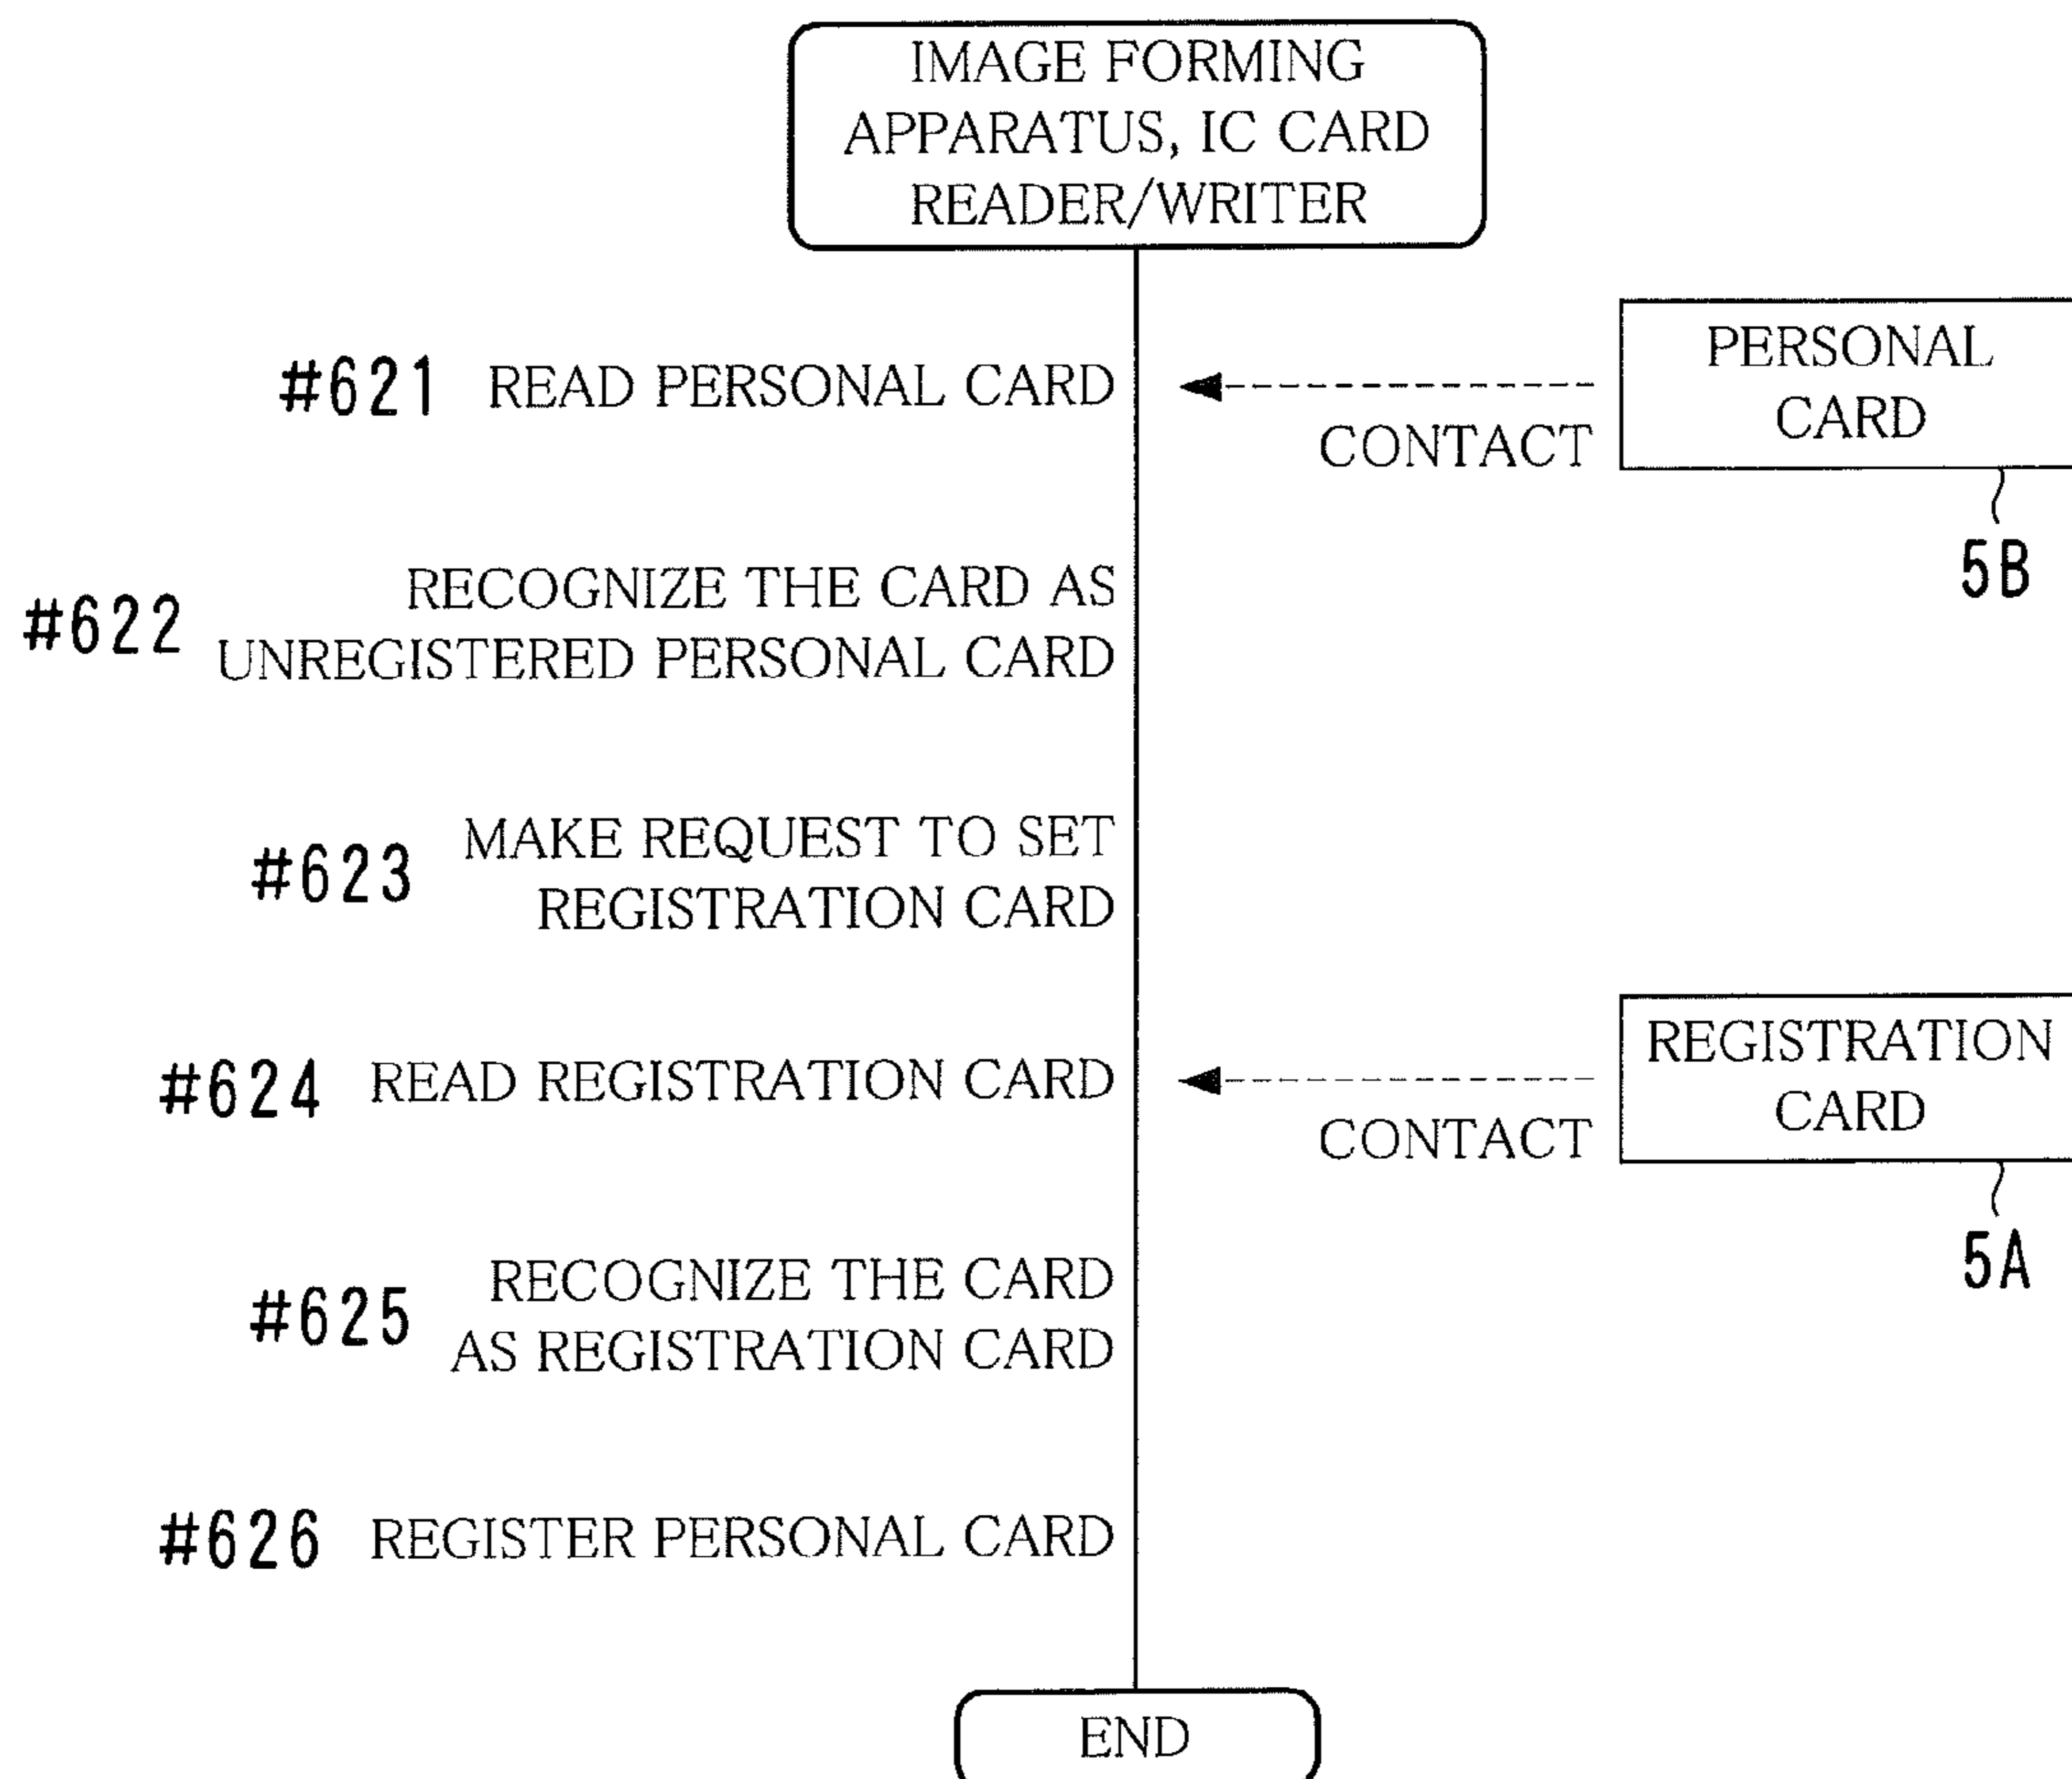 IMAGE FORMING
APPARATUS, IC CARD
READER/WRITER
#621 READ PERSONAL CARD
CONTACT
PERSONAL
CARD
5B
#622
RECOGNIZE THE CARD AS
UNREGISTERED PERSONAL CARD
#623
MAKE REQUEST TO SET
REGISTRATION CARD
#624 READ REGISTRATION CARD
CONTACT
REGISTRATION
CARD
5A
#625
RECOGNIZE THE CARD
AS REGISTRATION CARD
#626 REGISTER PERSONAL CARD
END